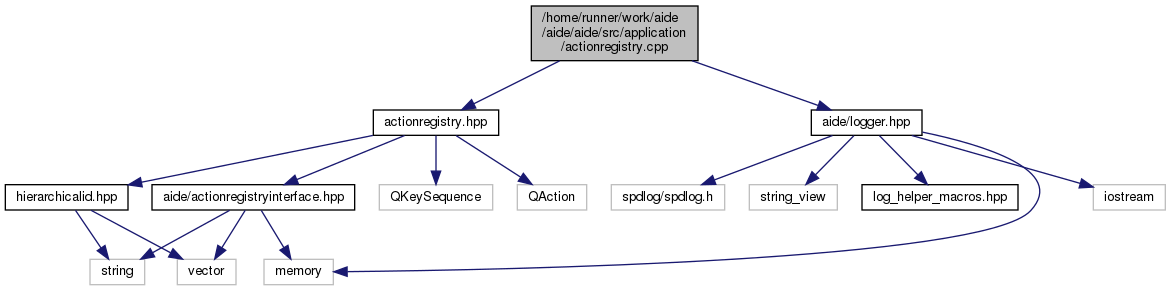 /home/runner/work/aide
/aide/aide/src/application
/actionregistry.cpp
actionregistry.hpp
aide/logger.hpp
hierarchicalid.hpp
aide/actionregistryinterface.hpp
QKeySequence
QAction
spdlog/spdlog.h
string_view
log_helper_macros.hpp
iostream
string
vector
memory